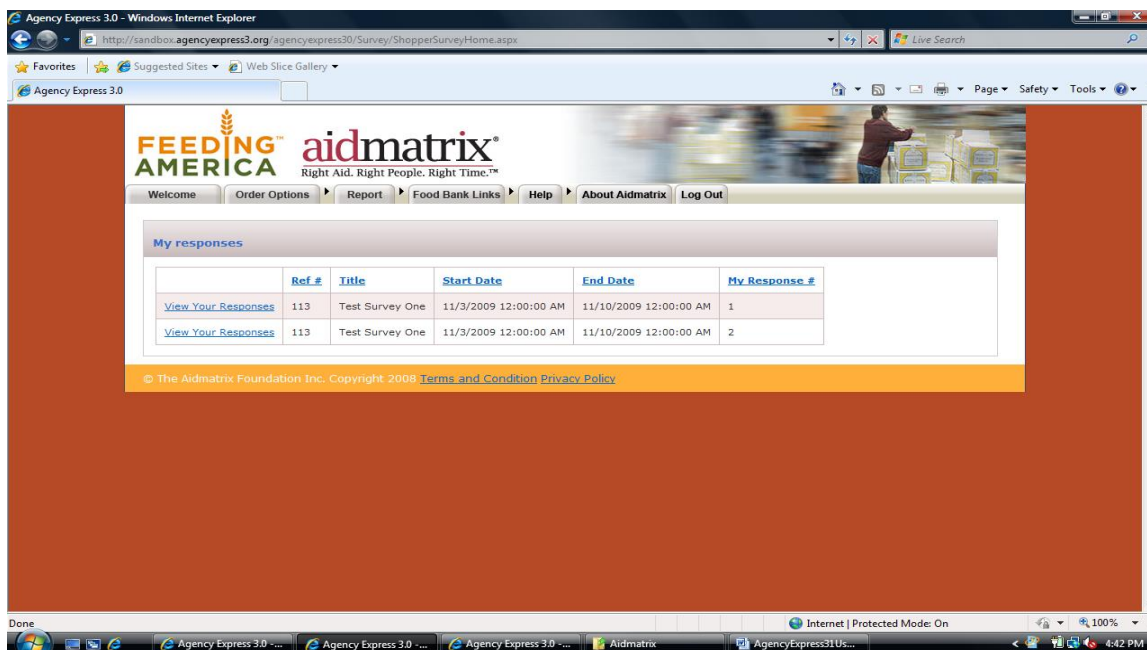 Agency Express 3.0 - Windows Internet Explorer
http://sandbox.agencyexpress3.org/agencyexpress30/Survey/ShopperSurveyHome.aspx
Live Search
Favorites Suggested Sites Web Slice Gallery
Agency Express 3.0 Page Safety Tools
FEEDING™ AMERICA
aidmatrix®
Right Aid. Right People. Right Time.™
Welcome Order Options Report Food Bank Links Help About Aidmatrix Log Out
My responses
Ref # Title Start Date End Date My Response #
View Your Responses 113 Test Survey One 11/3/2009 12:00:00 AM 11/10/2009 12:00:00 AM 1
View Your Responses 113 Test Survey One 11/3/2009 12:00:00 AM 11/10/2009 12:00:00 AM 2
© The Aidmatrix Foundation Inc. Copyright 2008 Terms and Condition Privacy Policy
Done Internet | Protected Mode: On 100%
Agency Express 3.0 -... Agency Express 3.0 -... Agency Express 3.0 -... Aidmatrix AgencyExpress31Us... 4:42 PM